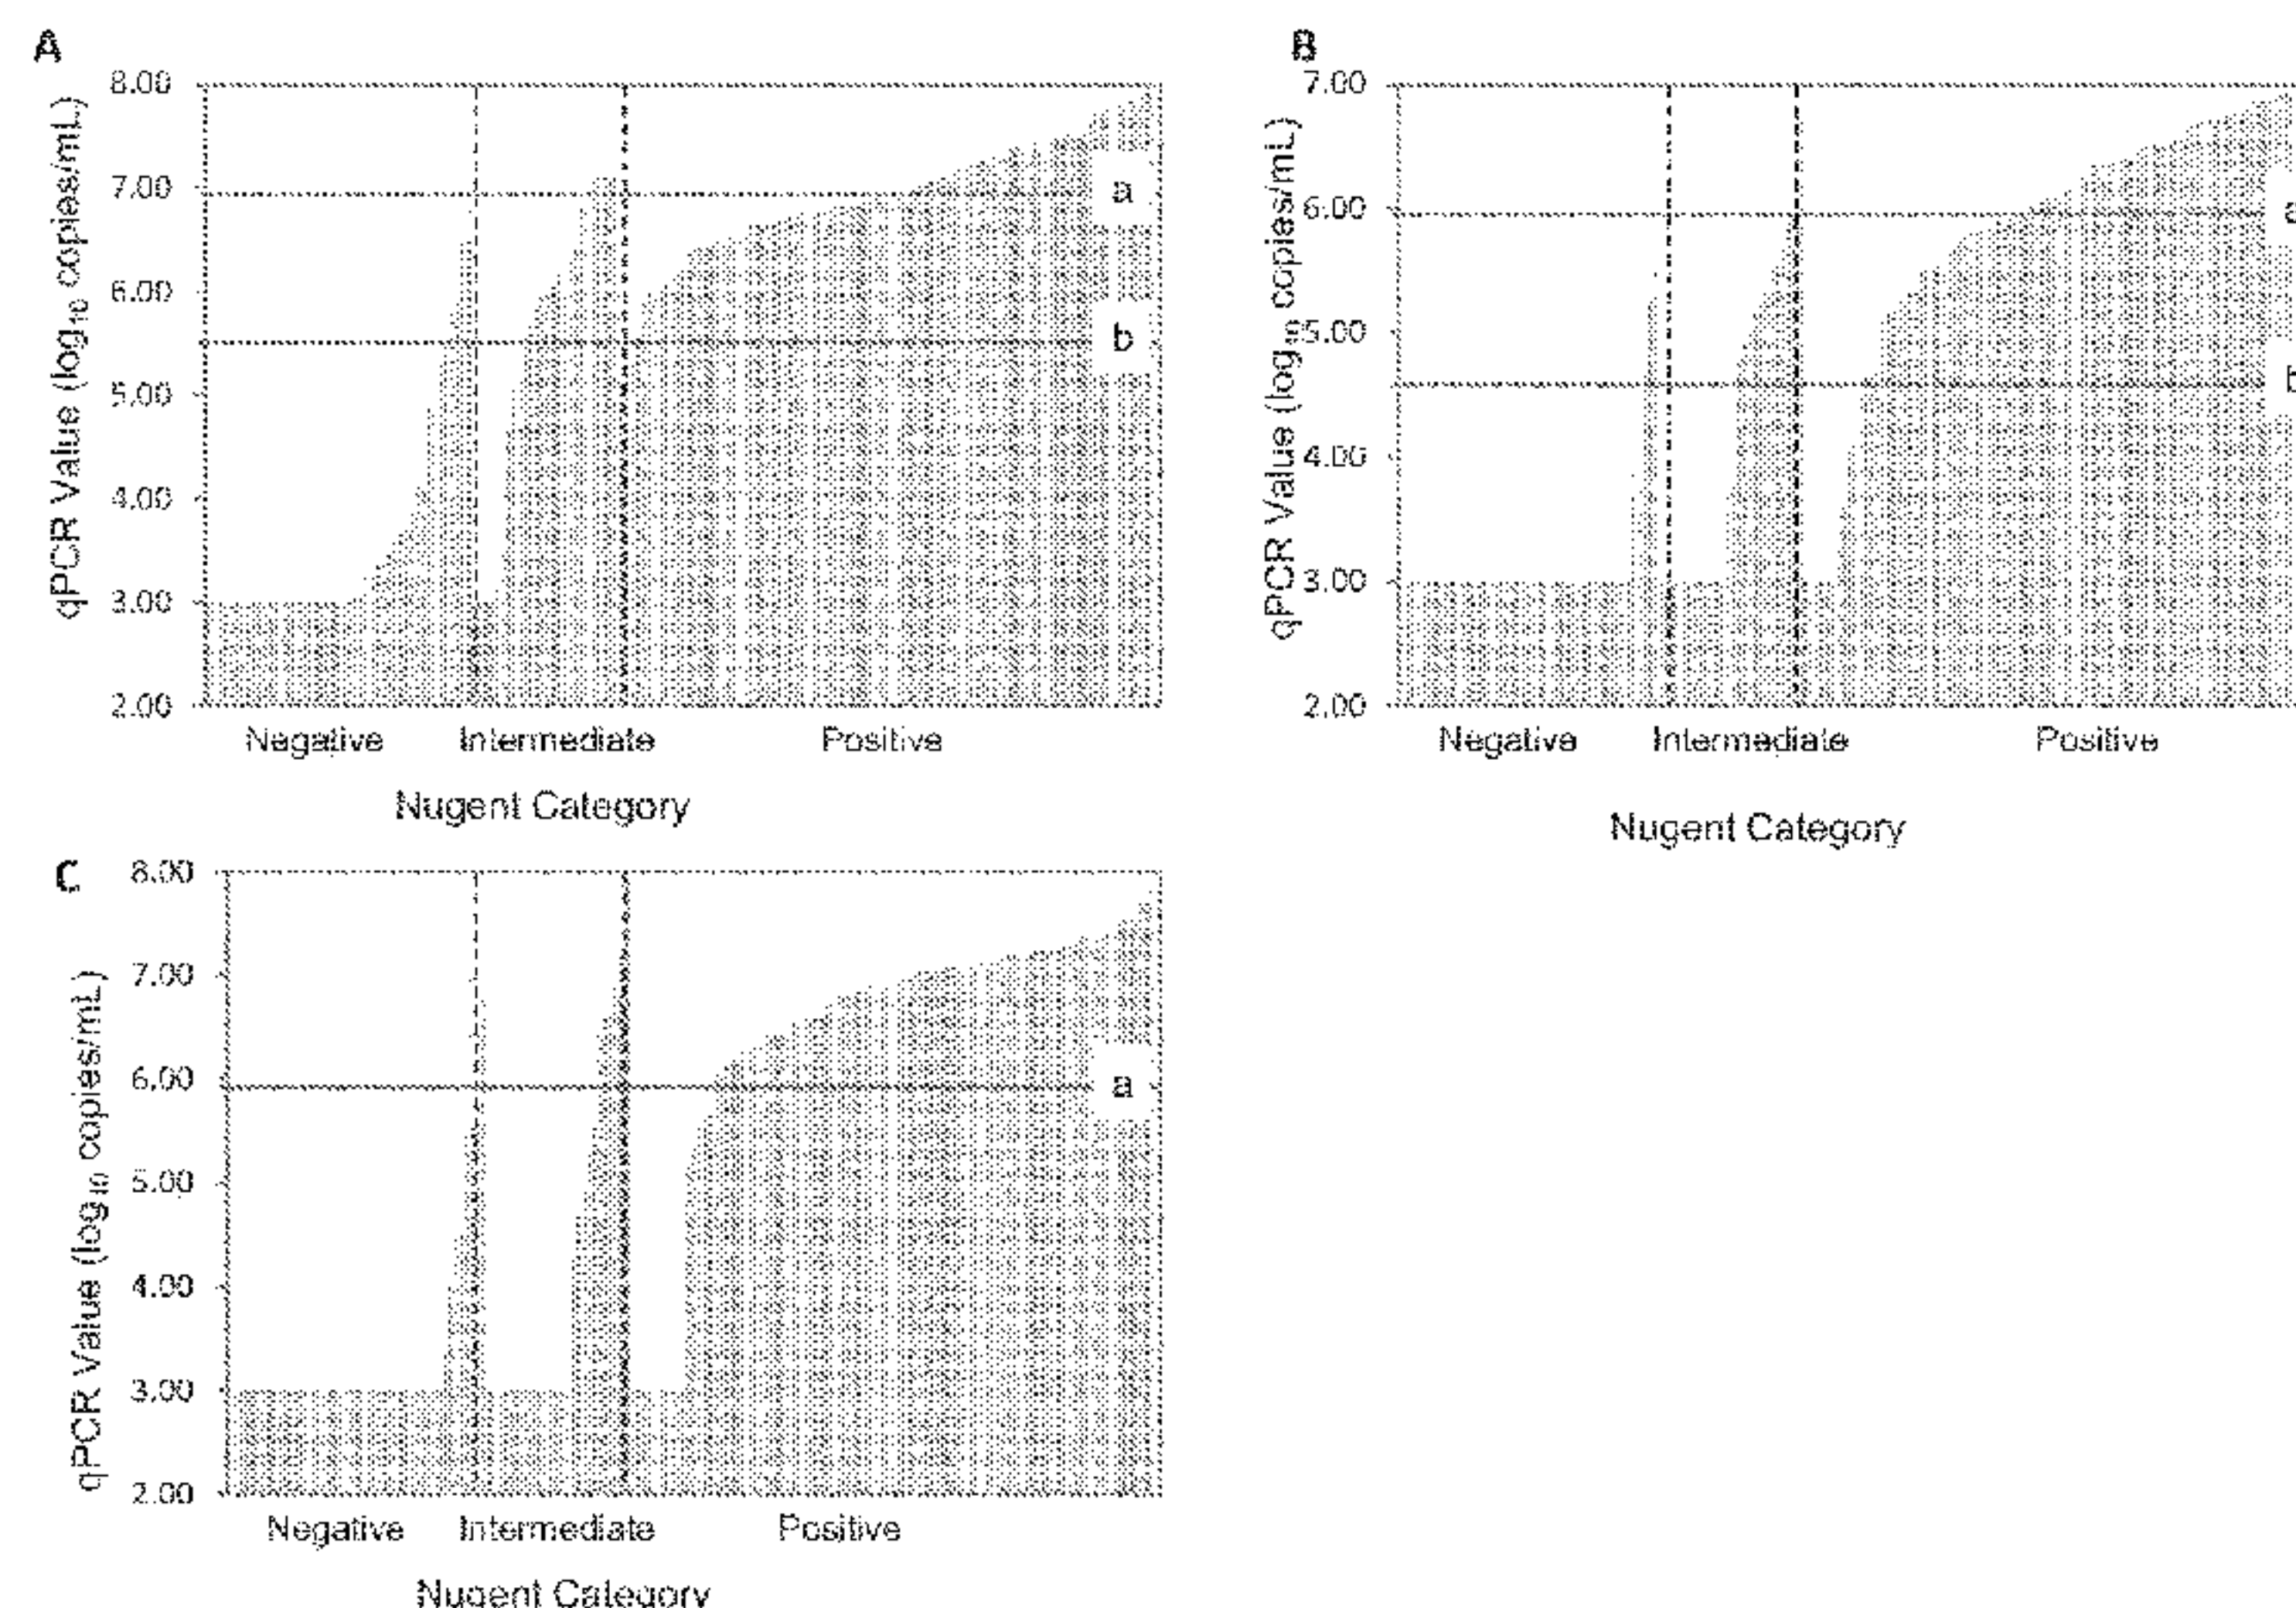 A
qPCR Value (log10 copies/mL)
8.00
7.00
6.00
5.00
4.00
3.00
2.00
a
b
Negative Intermediate Positive
Nugent Category
B
qPCR Value (log10 copies/mL)
7.00
6.00
5.00
4.00
3.00
2.00
Negative Intermediate Positive
Nugent Category
C
qPCR Value (log10 copies/mL)
8.00
7.00
6.00
5.00
4.00
3.00
2.00
a
Negative Intermediate Positive
Nugent Category